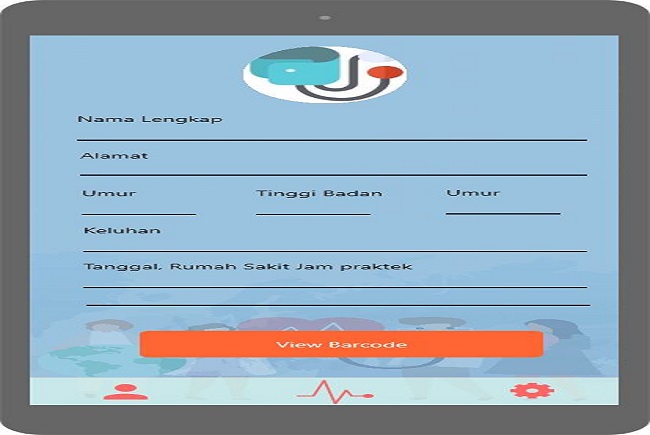 Nama Lengkap
Alamat
Umur Tinggi Badan Umur
Keluhan
Tanggal, Rumah Sakit Jam praktek
View Barcode